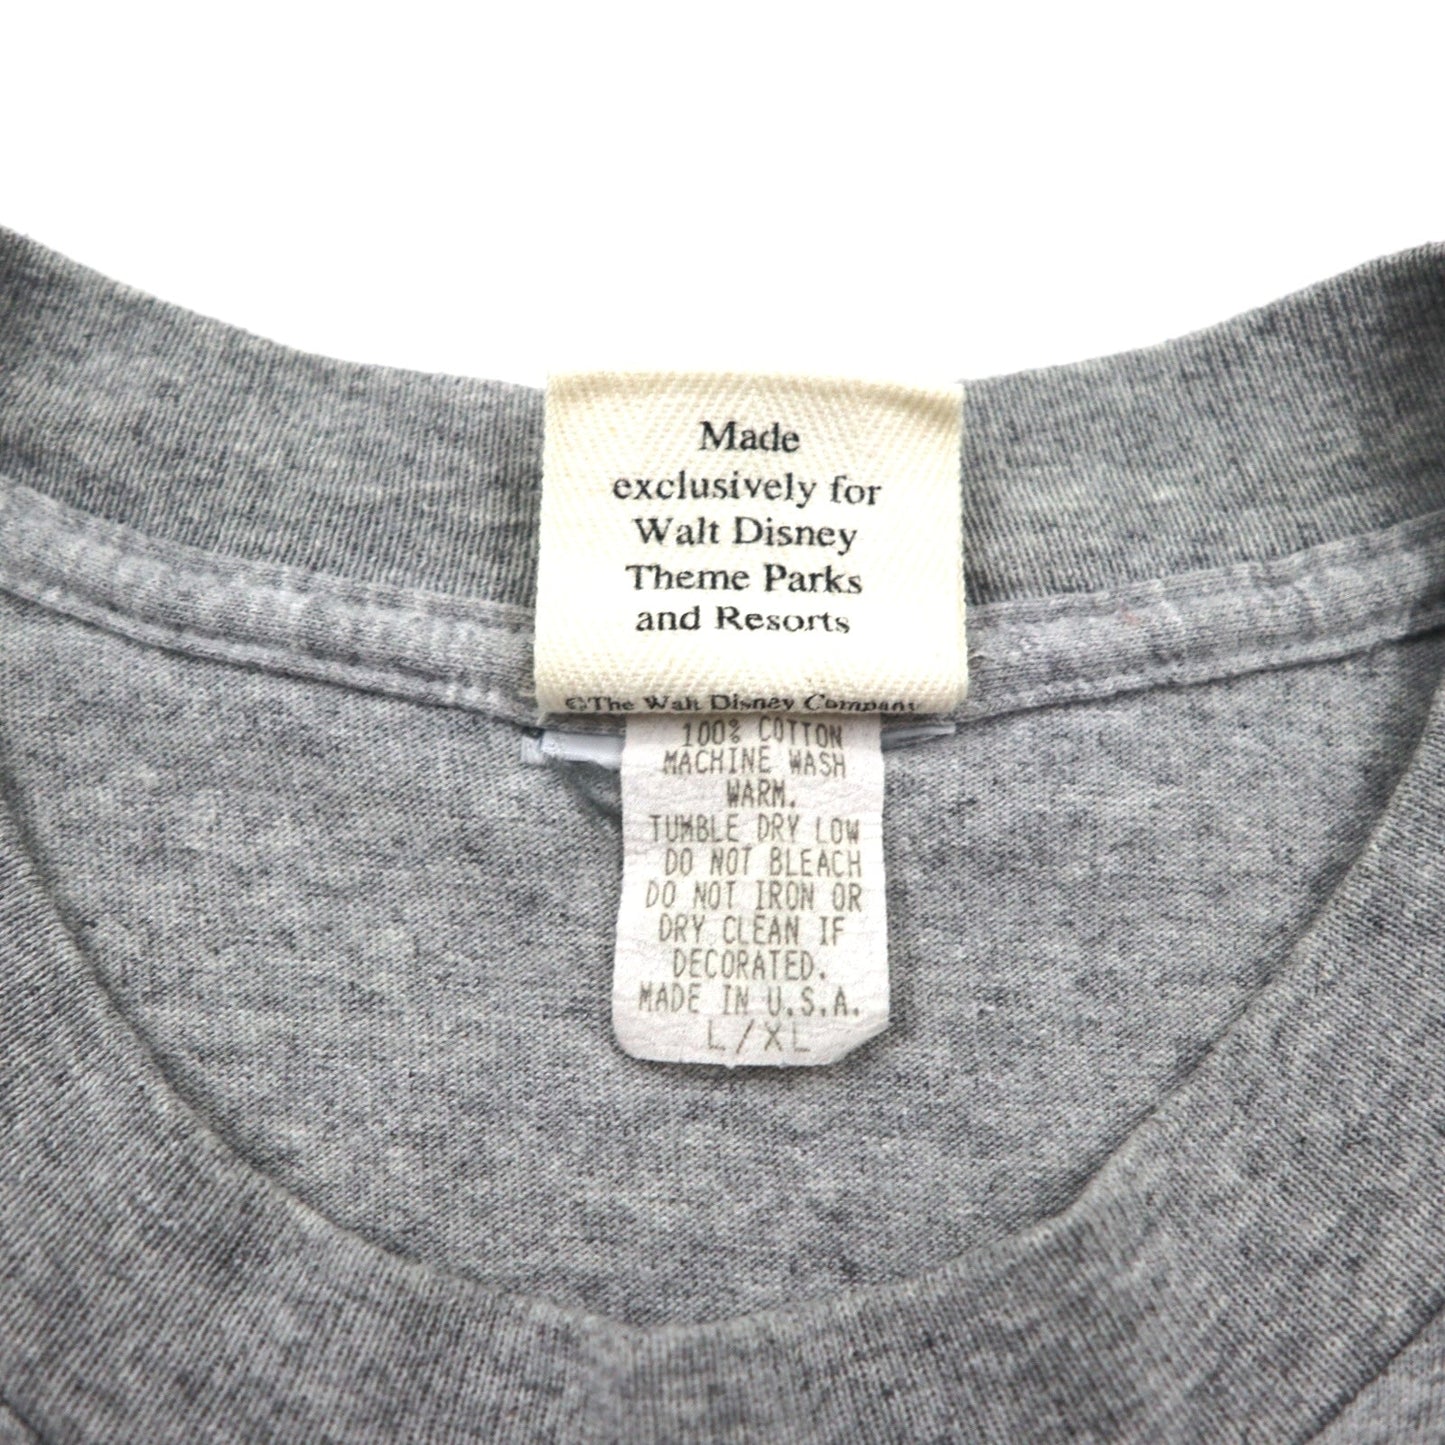 Made
exclusively for
Walt Disney
Theme Parks
and Resorts
©The Walt Disney Company
100% COTTON
MACHINE WASH
WARM.
TUMBLE DRY LOW
DO NOT BLEACH
DO NOT IRON OR
DRY CLEAN IF
DECORATED.
MADE IN U.S.A.
L/XL